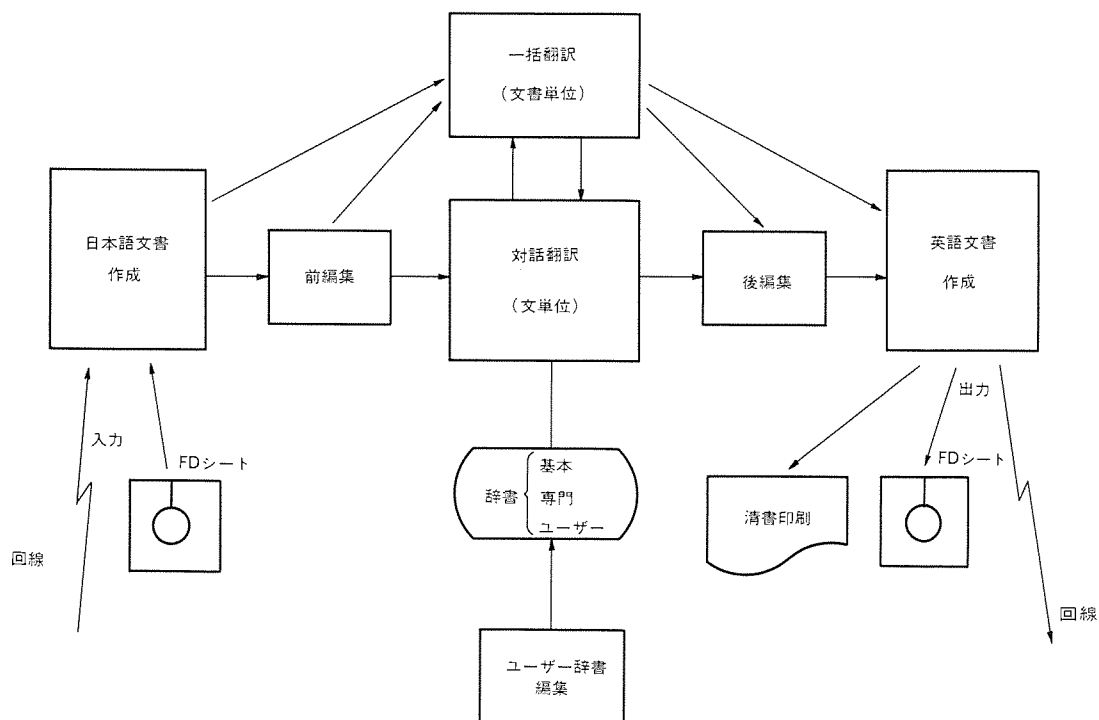 一括翻訳
（文書単位）
日本語文書
作成
前編集
対話翻訳
（文単位）
後編集
英語文書
作成
入力
FDシート
回線
辞書
基本
専門
ユーザー
出力
FDシート
清書印刷
回線
ユーザー辞書
編集